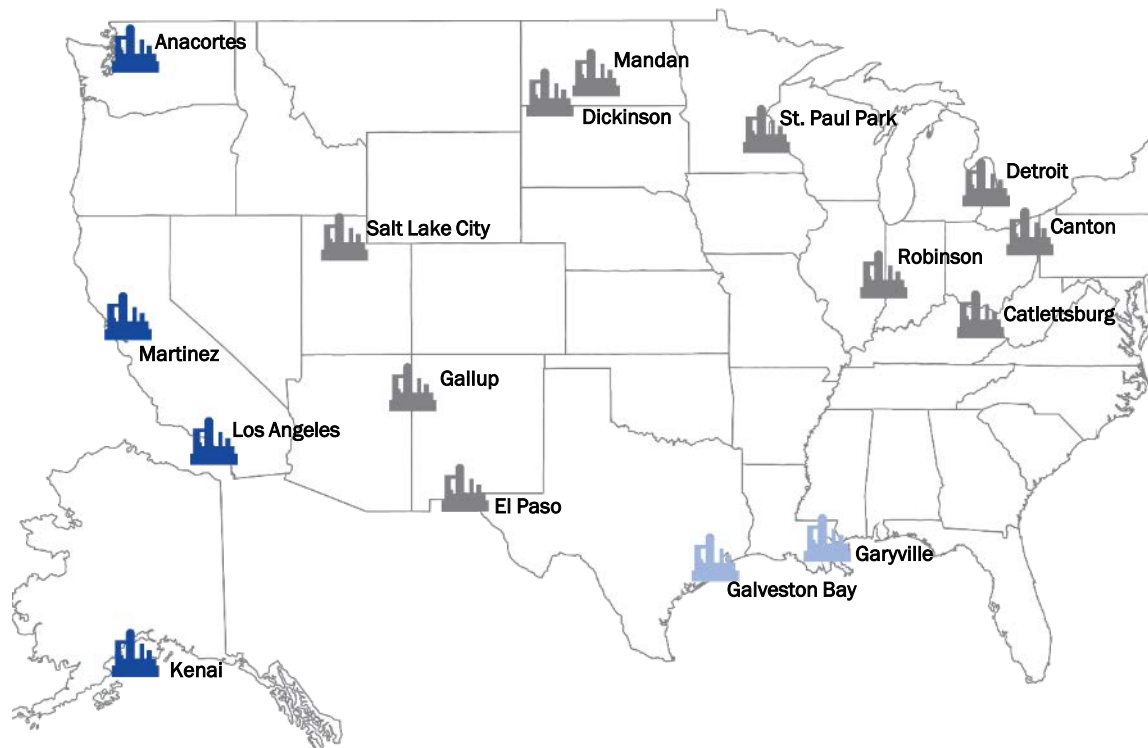 Anacortes
Mandan
Dickinson
St. Paul Park
Detroit
Salt Lake City
Canton
Robinson
Catlettsburg
Martinez
Gallup
Los Angeles
El Paso
Garyville
Galveston Bay
Kenai